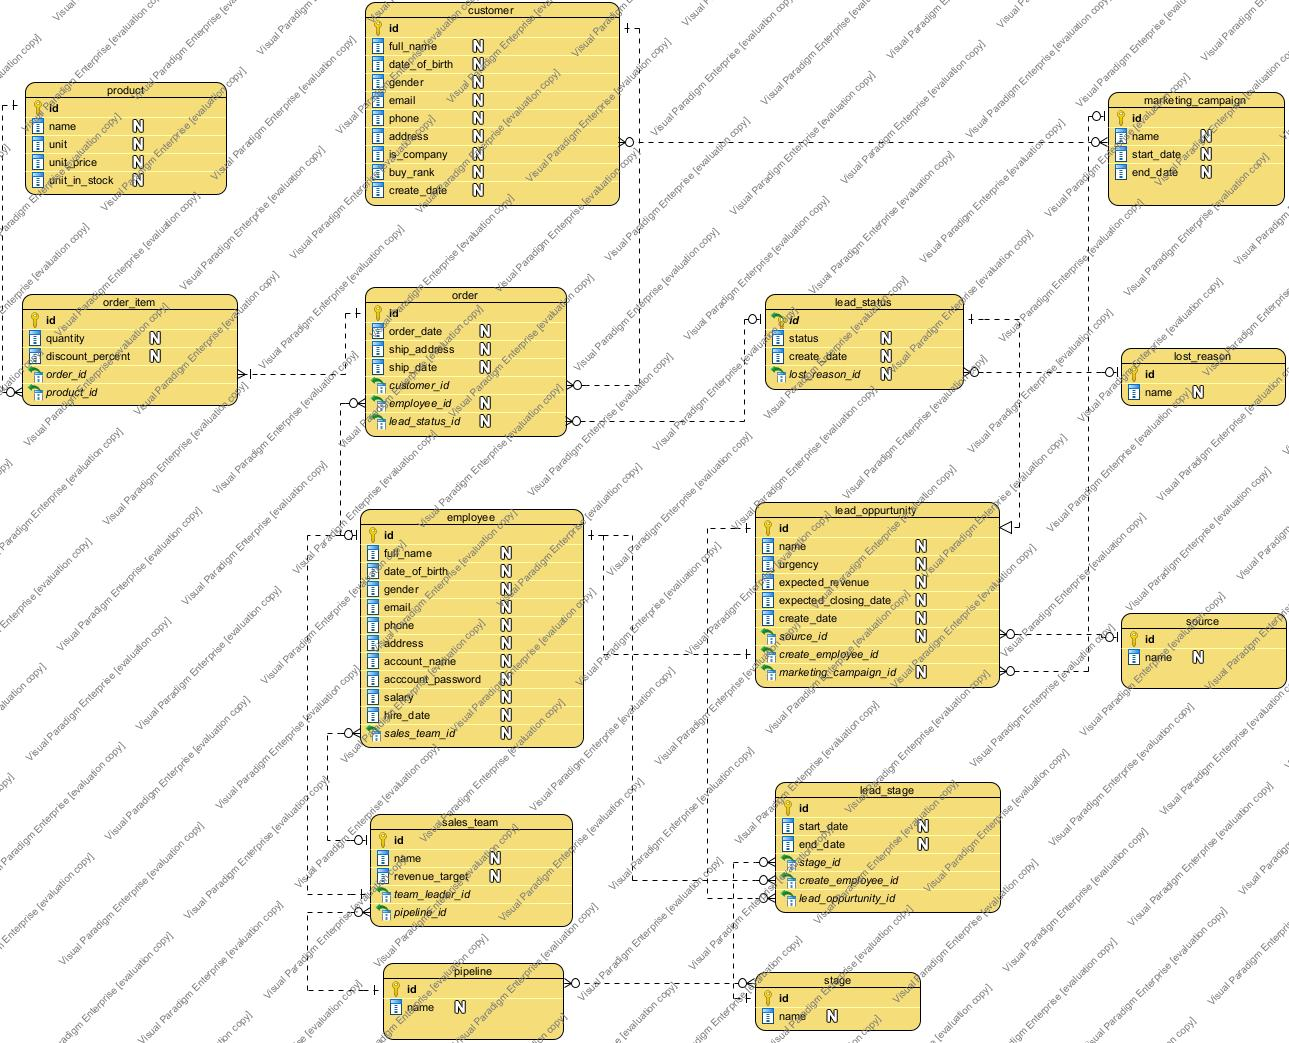 customer
id
full_name N
date_of_birth N
gender N
email N
phone N
address N
is_company N
buy_rank N
create_date N
product
id
name N
unit N
unit_price N
unit_in_stock N
marketing_campaign
id
name N
start_date N
end_date N
order_item
id
quantity N
discount_percent N
order_id
product_id
order
id
order_date N
ship_address N
ship_date N
customer_id
employee_id N
lead_status_id N
lead_status
id
status N
create_date N
lost_reason_id N
lost_reason
id
name N
employee
id
full_name N
date_of_birth N
gender N
email N
phone N
address N
account_name N
acccount_password N
salary N
hire_date N
sales_team_id N
lead_oppurtunity
id
name N
urgency N
expected_revenue N
expected_closing_date N
create_date N
source_id N
create_employee_id
marketing_campaign_id N
source
id
name N
sales_team
id
name N
revenue_target N
team_leader_id
pipeline_id
lead_stage
id
start_date N
end_date N
stage_id
create_employee_id
lead_oppurtunity_id
pipeline
id
name N
stage
id
name N
Visual Paradigm Enterprise [evaluation copy]